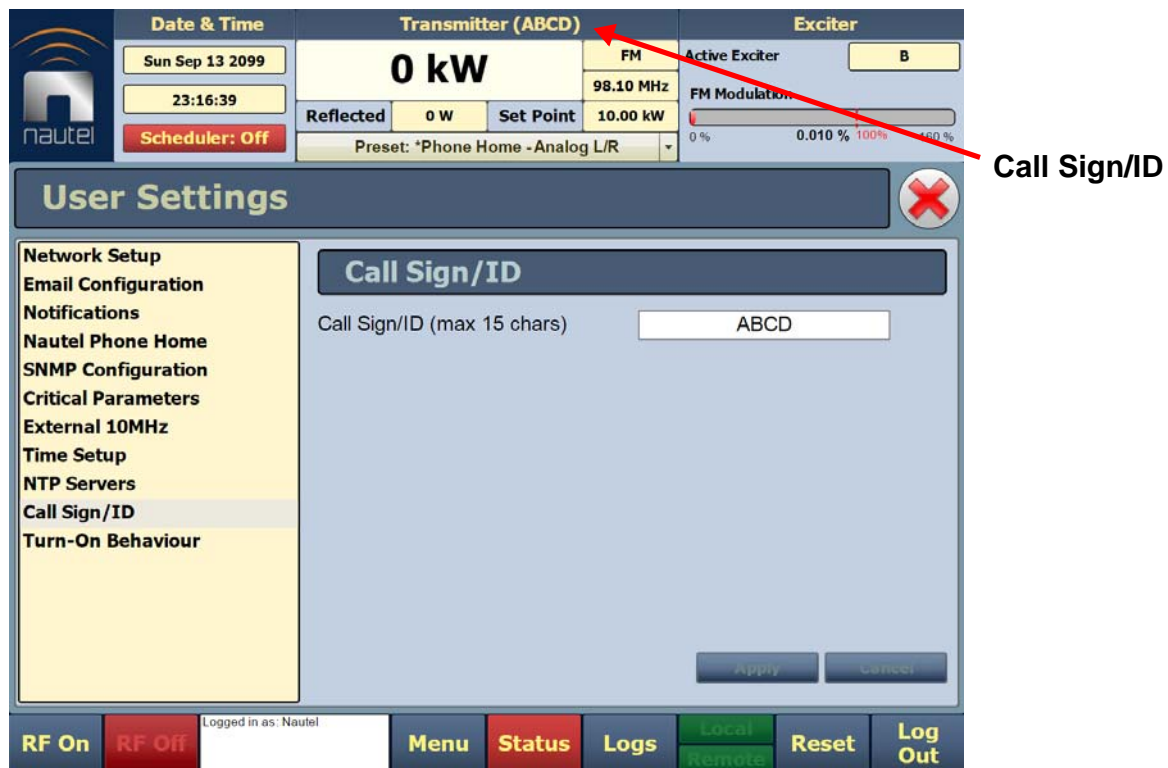 Date & Time
Transmitter (ABCD)
Exciter
Sun Sep 13 2099
23:16:39
Scheduler: Off
nautel
0 kW
FM
98.10 MHz
Reflected 0 W Set Point 10.00 kW
Preset: *Phone Home - Analog L/R
Active Exciter B
FM Modulation
0 % 0.010 % 100%
Call Sign/ID
User Settings
Network Setup
Email Configuration
Notifications
Nautel Phone Home
SNMP Configuration
Critical Parameters
External 10MHz
Time Setup
NTP Servers
Call Sign/ID
Turn-On Behaviour
Call Sign/ID
Call Sign/ID (max 15 chars) ABCD
Apply Cancel
RF On
RF Off
Logged in as: Nautel
Menu
Status
Logs
Local
Remote
Reset
Log
Out